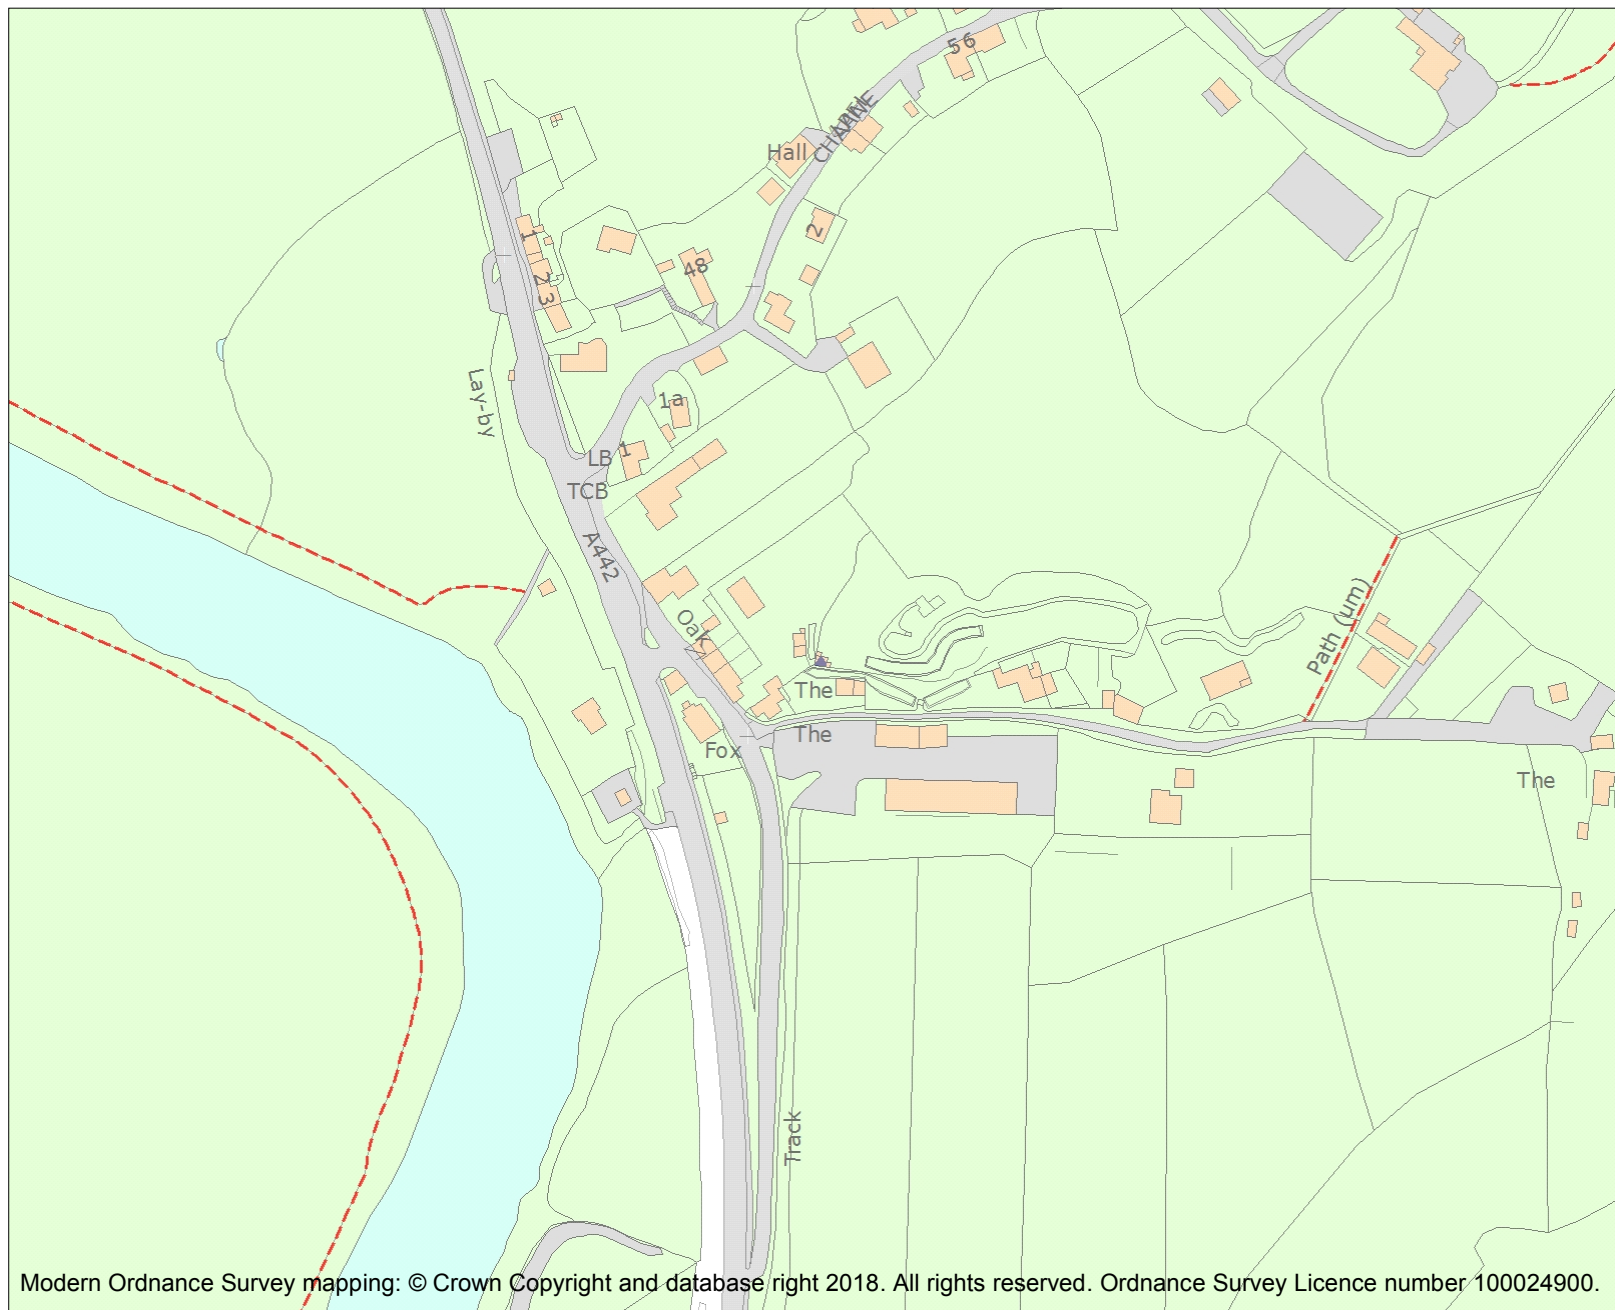 56
CHAPEL
LANE
Hall
2
1
48
2
3
Lay-by
1a
1
LB
TCB
A442
Oak
Path (um)
The
The
Fox
The
Track
Modern Ordnance Survey mapping: © Crown Copyright and database right 2018. All rights reserved. Ordnance Survey Licence number 100024900.